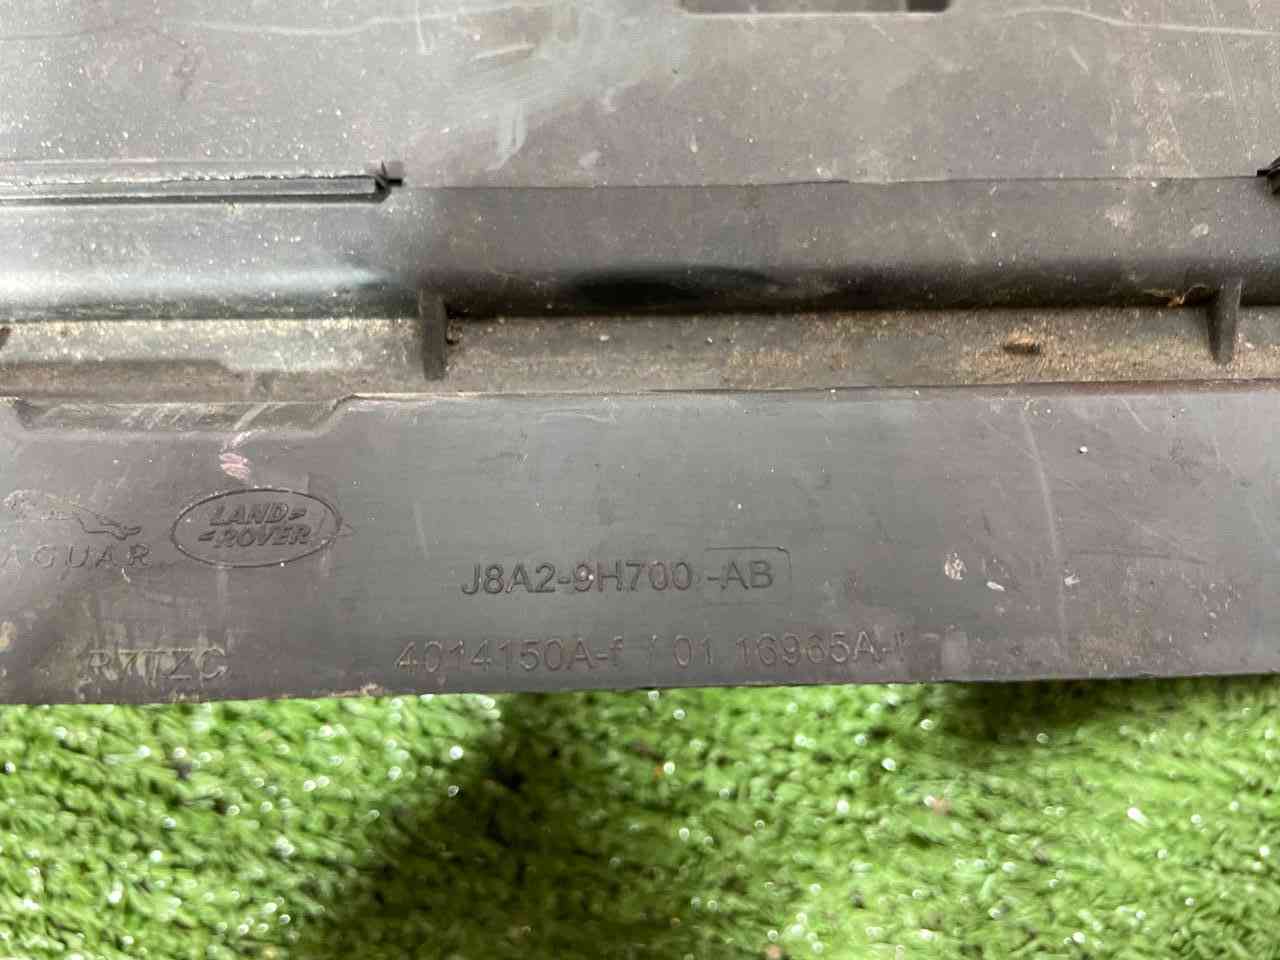 LAND
ROVER
AGUAR
J8A2-9H700-AB
4014150A-f / 01 16965A-